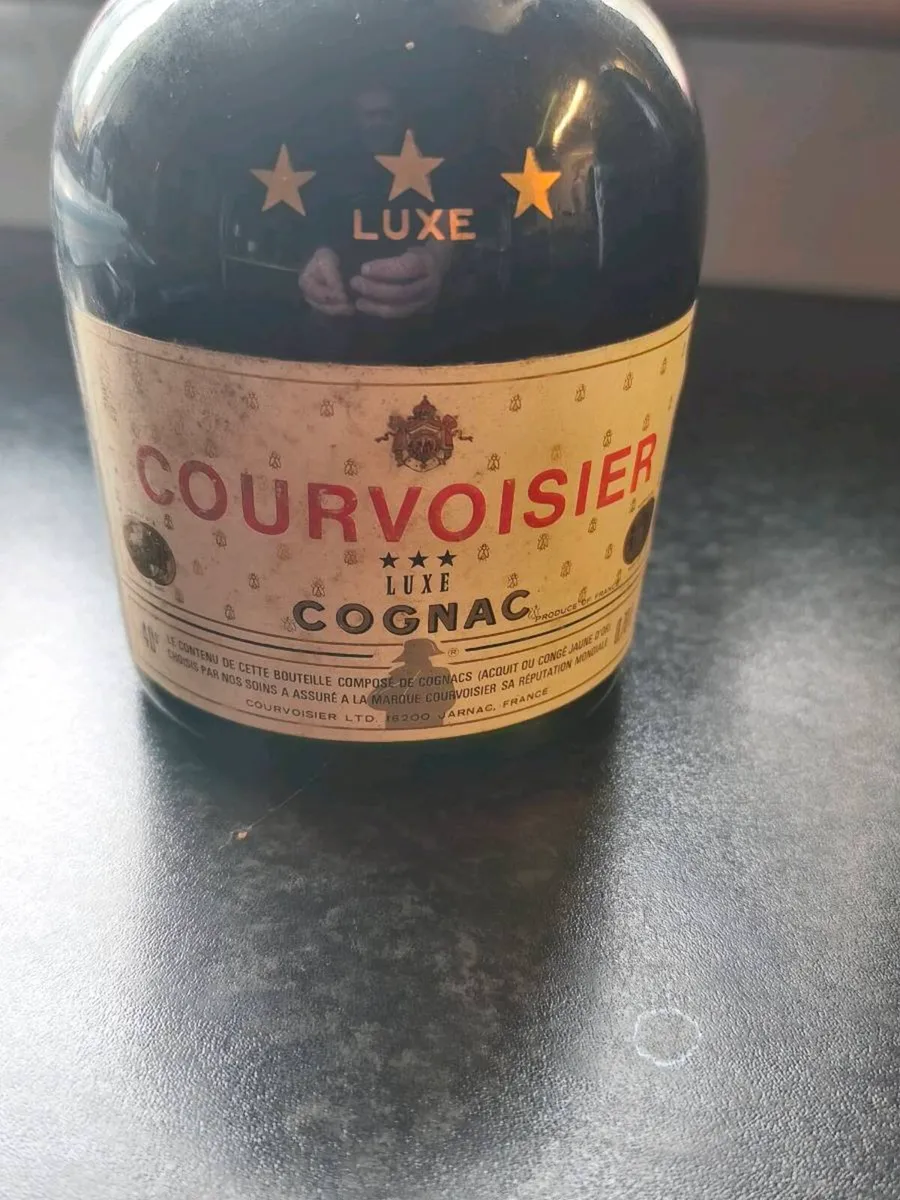 ★ ★ ★
LUXE
COURVOISIER
★★★
LUXE
COGNAC
PRODUCE OF FRANCE
®
LE CONTENU DE CETTE BOUTEILLE COMPOSÉ DE COGNACS (ACQUIT OU CONGÉ JAUNE D'OR)
CHOISIS PAR NOS SOINS A ASSURÉ A LA MARQUE COURVOISIER SA RÉPUTATION MONDIALE
COURVOISIER LTD. 16200 JARNAC, FRANCE